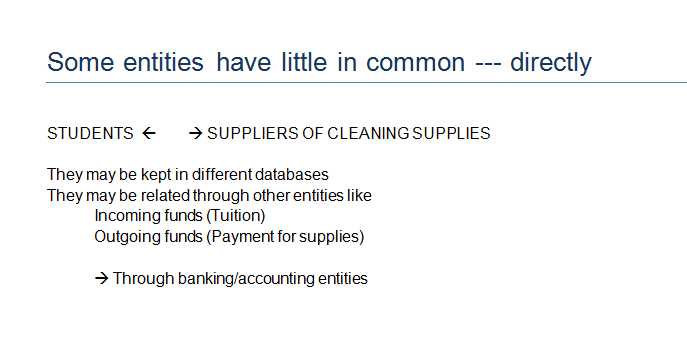 Some entities have little in common --- directly
STUDENTS ← → SUPPLIERS OF CLEANING SUPPLIES
They may be kept in different databases
They may be related through other entities like
Incoming funds (Tuition)
Outgoing funds (Payment for supplies)
→ Through banking/accounting entities